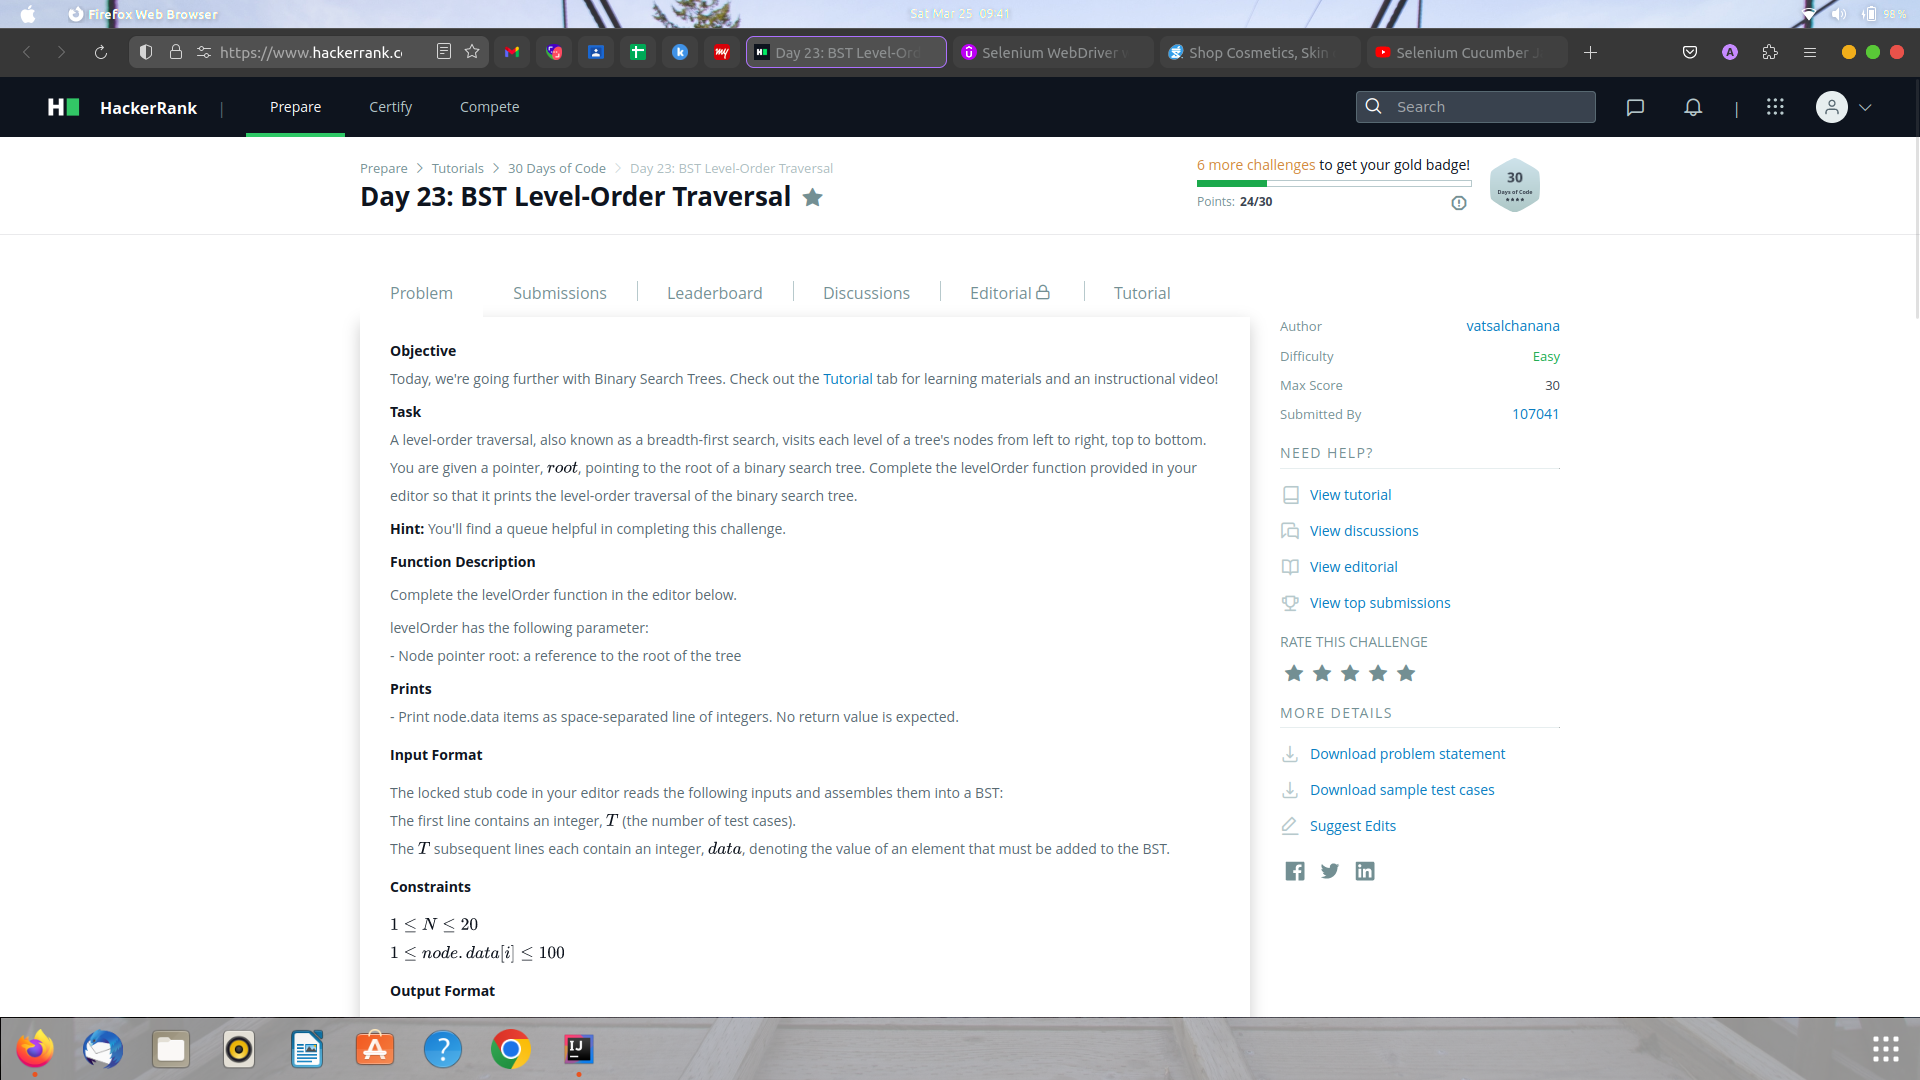 Firefox Web Browser
Sat Mar 25 09:41
98%
https://www.hackerrank.c
Day 23: BST Level-Ord
Selenium WebDriver
Shop Cosmetics, Skin
Selenium Cucumber J
HackerRank | Prepare Certify Compete
Search
Prepare > Tutorials > 30 Days of Code > Day 23: BST Level-Order Traversal
Day 23: BST Level-Order Traversal
6 more challenges to get your gold badge!
Points: 24/30
30
Days of Code
Problem
Submissions
Leaderboard
Discussions
Editorial
Tutorial
Objective
Today, we're going further with Binary Search Trees. Check out the Tutorial tab for learning materials and an instructional video!
Task
A level-order traversal, also known as a breadth-first search, visits each level of a tree's nodes from left to right, top to bottom.
You are given a pointer, root, pointing to the root of a binary search tree. Complete the levelOrder function provided in your
editor so that it prints the level-order traversal of the binary search tree.
Hint: You'll find a queue helpful in completing this challenge.
Function Description
Complete the levelOrder function in the editor below.
levelOrder has the following parameter:
- Node pointer root: a reference to the root of the tree
Prints
- Print node.data items as space-separated line of integers. No return value is expected.
Input Format
The locked stub code in your editor reads the following inputs and assembles them into a BST:
The first line contains an integer, T (the number of test cases).
The T subsequent lines each contain an integer, data, denoting the value of an element that must be added to the BST.
Constraints
1 ≤ N ≤ 20
1 ≤ node.data[i] ≤ 100
Output Format
Author vatsalchanana
Difficulty Easy
Max Score 30
Submitted By 107041
NEED HELP?
View tutorial
View discussions
View editorial
View top submissions
RATE THIS CHALLENGE
MORE DETAILS
Download problem statement
Download sample test cases
Suggest Edits